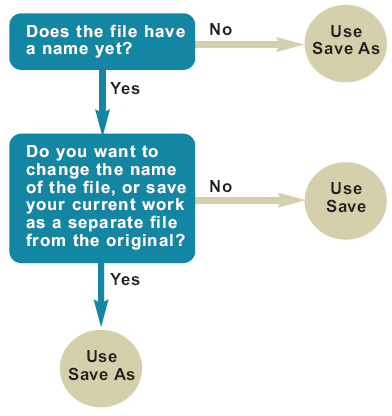 Does the file have
a name yet?
No
Use
Save As
Yes
Do you want to
change the name
of the file, or save
your current work
as a separate file
from the original?
No
Use
Save
Yes
Use
Save As